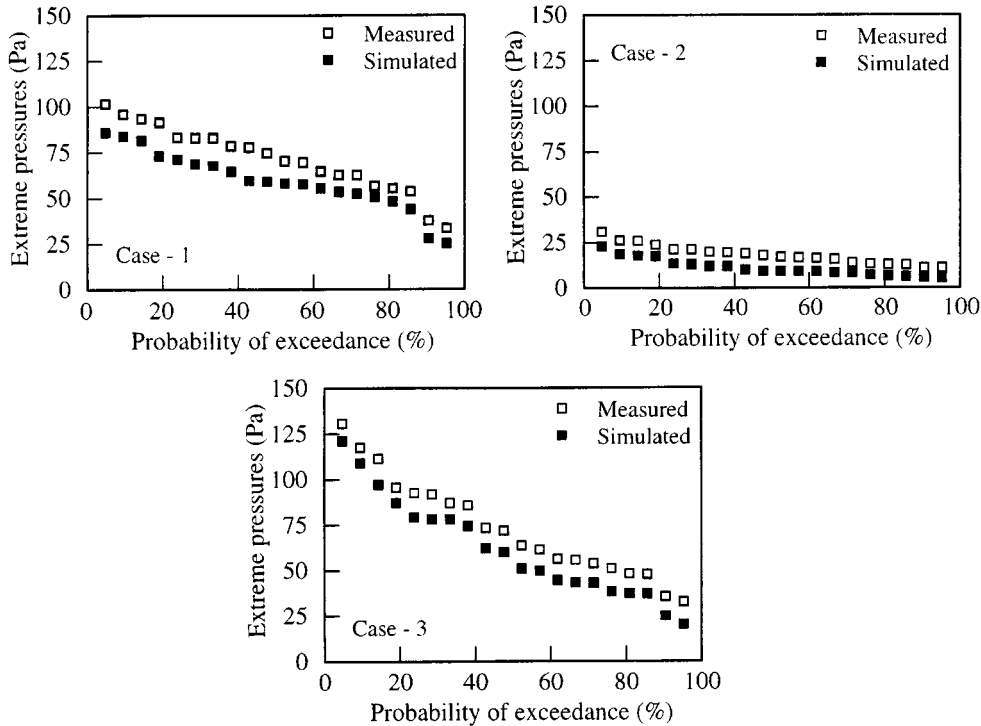 Extreme pressures (Pa)
150
125
100
75
50
25
0
Measured
Simulated
Case - 1
0 20 40 60 80 100
Probability of exceedance (%)
Extreme pressures (Pa)
150
125
100
75
50
25
0
Case - 2
Measured
Simulated
0 20 40 60 80 100
Probability of exceedance (%)
Extreme pressures (Pa)
150
125
100
75
50
25
0
Measured
Simulated
Case - 3
0 20 40 60 80 100
Probability of exceedance (%)